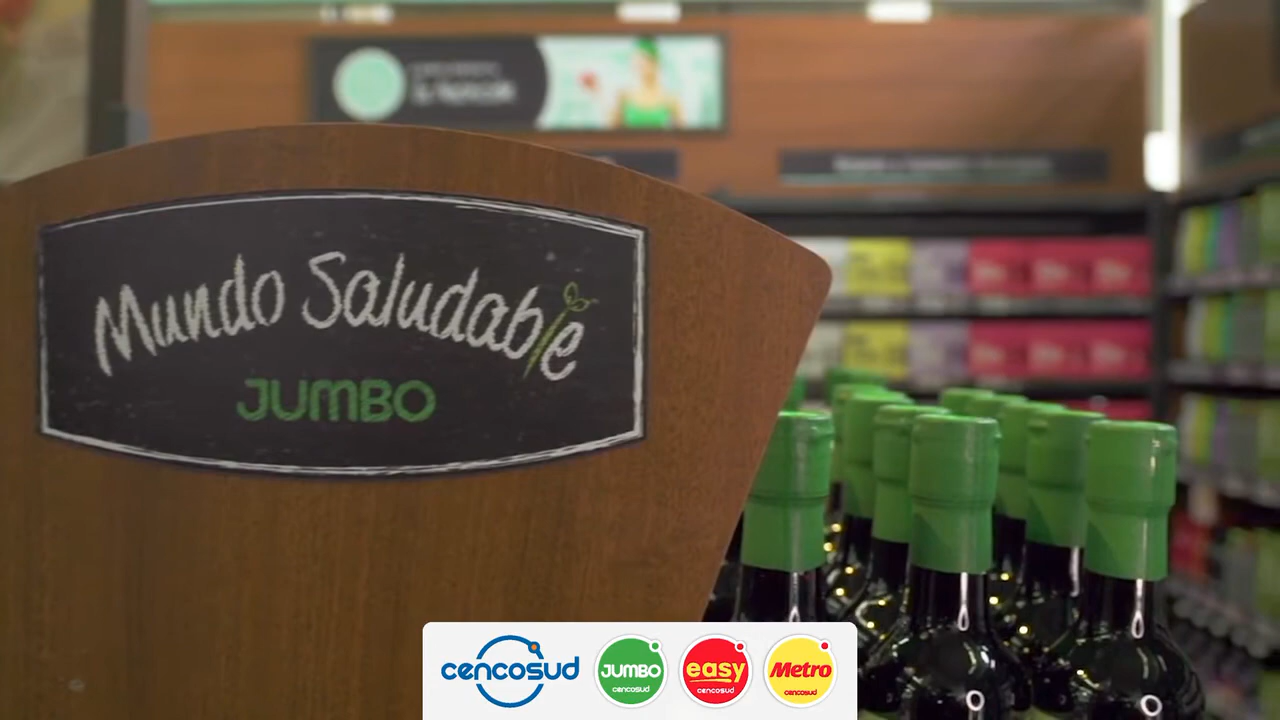 Mundo Saludable
JUMBO
cencosud
JUMBO
cencosud
easy
cencosud
Metro
cencosud